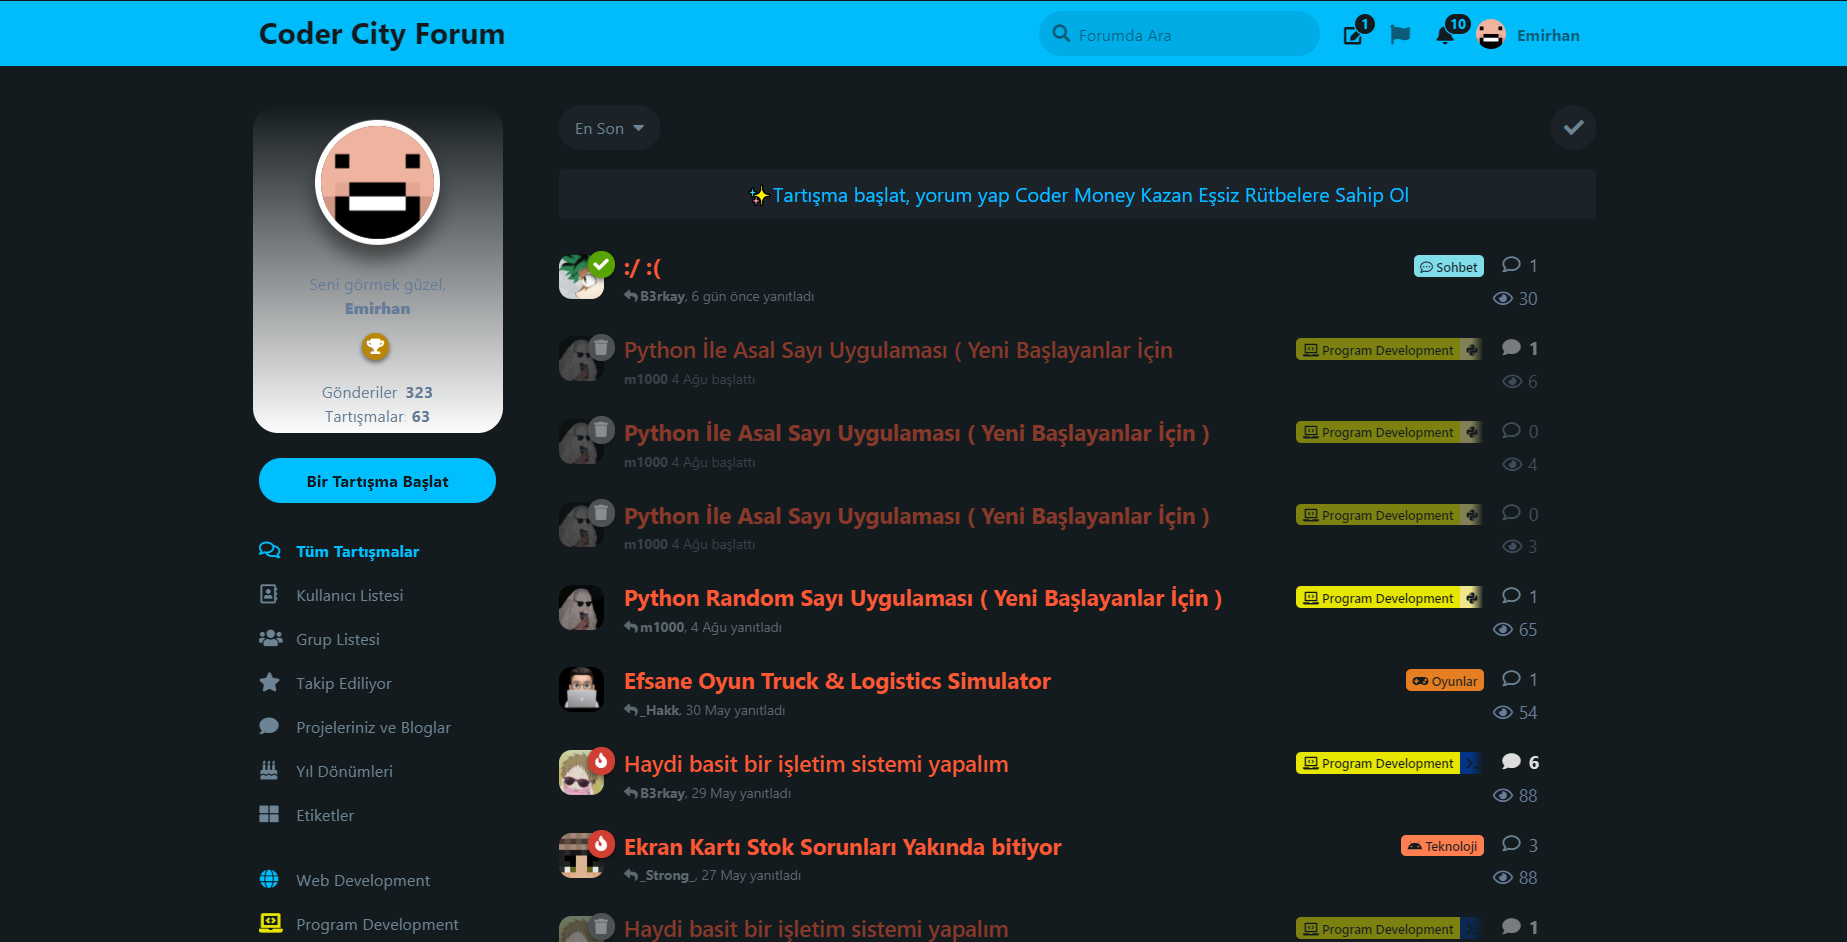 Coder City Forum
Forumda Ara
1
10
Emirhan
Seni görmek güzel,
Emirhan
Gönderiler 323
Tartışmalar 63
Bir Tartışma Başlat
Tüm Tartışmalar
Kullanıcı Listesi
Grup Listesi
Takip Ediliyor
Projeleriniz ve Bloglar
Yıl Dönümleri
Etiketler
Web Development
Program Development
En Son
✨Tartışma başlat, yorum yap Coder Money Kazan Eşsiz Rütbelere Sahip Ol
:/ :(
Sohbet
1
B3rkay, 6 gün önce yanıtladı
30
Python İle Asal Sayı Uygulaması ( Yeni Başlayanlar İçin
Program Development
1
m1000 4 Ağu başlattı
6
Python İle Asal Sayı Uygulaması ( Yeni Başlayanlar İçin )
Program Development
0
m1000 4 Ağu başlattı
4
Python İle Asal Sayı Uygulaması ( Yeni Başlayanlar İçin )
Program Development
0
m1000 4 Ağu başlattı
3
Python Random Sayı Uygulaması ( Yeni Başlayanlar İçin )
Program Development
1
m1000, 4 Ağu yanıtladı
65
Efsane Oyun Truck & Logistics Simulator
Oyunlar
1
_Hakk, 30 May yanıtladı
54
Haydi basit bir işletim sistemi yapalım
Program Development
6
B3rkay, 29 May yanıtladı
88
Ekran Kartı Stok Sorunları Yakında bitiyor
Teknoloji
3
_Strong_, 27 May yanıtladı
88
Haydi basit bir işletim sistemi yapalım
Program Development
1